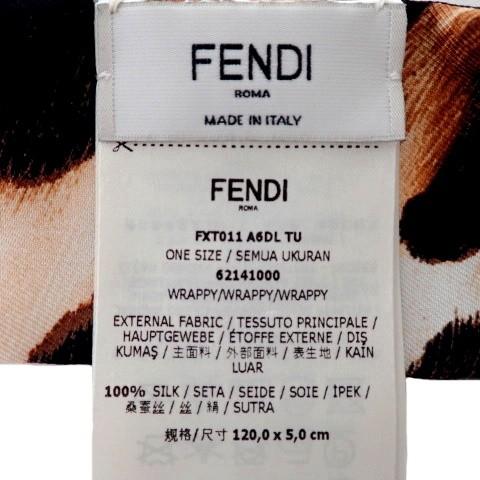 FENDI
ROMA
MADE IN ITALY
FENDI
ROMA
FXT011 A6DL TU
ONE SIZE / SEMUA UKURAN
62141000
WRAPPY/WRAPPY/WRAPPY
EXTERNAL FABRIC / TESSUTO PRINCIPALE /
HAUPTGEWEBE / ÉTOFFE EXTERNE / DIŞ
KUMAŞ / 主面料 / 外部面料 / 表生地 / KAIN
LUAR
100% SILK / SETA / SEIDE / SOIE / İPEK /
桑蚕丝 / 丝 / 絹 / SUTRA
规格/尺寸 120,0 x 5,0 cm